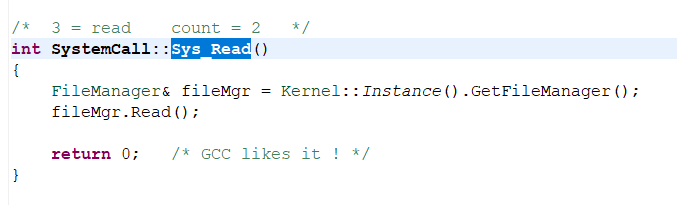 /*  3 = read    count = 2   */
int SystemCall::Sys_Read()
{
    FileManager& fileMgr = Kernel::Instance().GetFileManager();
    fileMgr.Read();
    return 0;   /* GCC likes it ! */
}